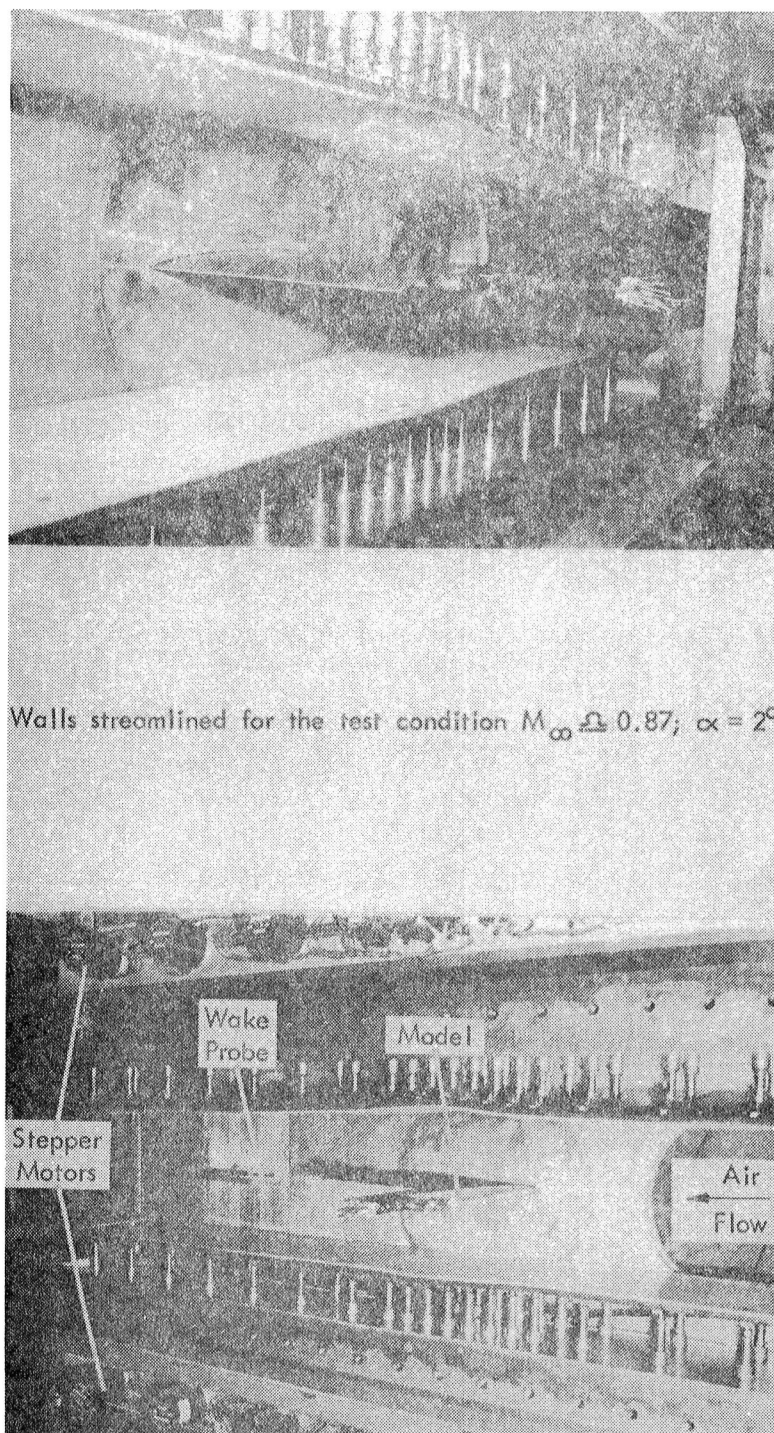 Walls streamlined for the test condition M∞ ≏ 0.87; α = 2°
Wake
Probe
Model
Stepper
Motors
Air
Flow